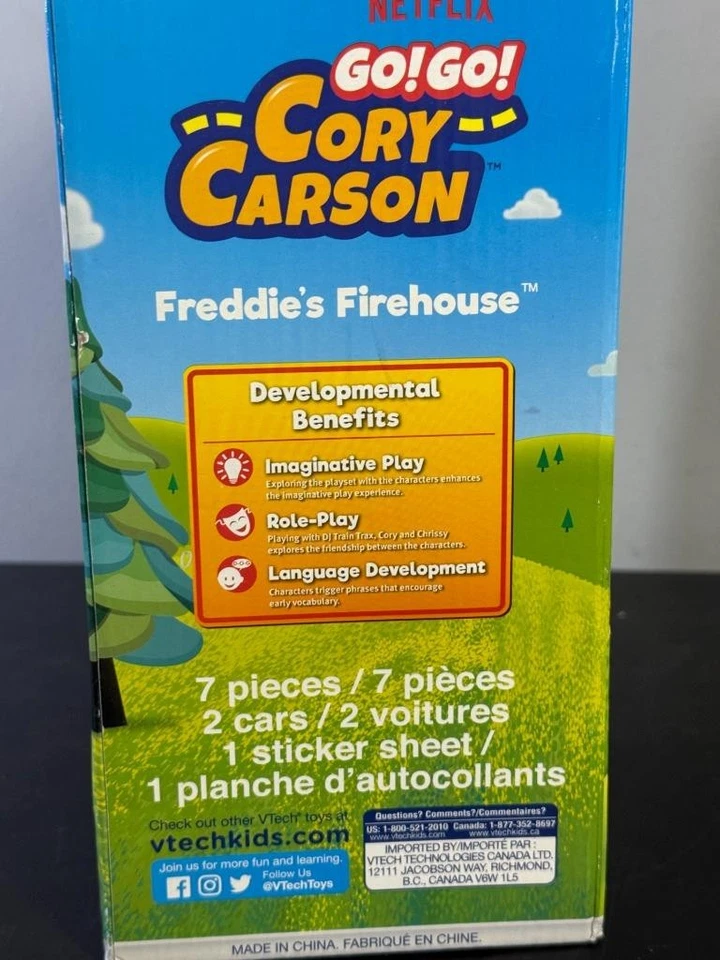 NETFLIX
GO! GO!
CORY
CARSON™
Freddie's Firehouse™
Developmental
Benefits
Imaginative Play
Exploring the playset with the characters enhances
the imaginative play experience.
Role-Play
Playing with DJ Train Trax, Cory and Chrissy
explores the friendship between the characters.
Language Development
Characters trigger phrases that encourage
early vocabulary.
7 pieces / 7 pièces
2 cars / 2 voitures
1 sticker sheet /
1 planche d'autocollants
Check out other VTech® toys at
vtechkids.com
Join us for more fun and learning.
Follow Us
@VTechToys
Questions? Comments?/Commentaires?
US: 1-800-521-2010 Canada: 1-877-352-8697
www.vtechkids.com www.vtechkids.ca
IMPORTED BY/IMPORTÉ PAR :
VTECH TECHNOLOGIES CANADA LTD.
12111 JACOBSON WAY, RICHMOND,
B.C., CANADA V6W 1L5
MADE IN CHINA. FABRIQUÉ EN CHINE.